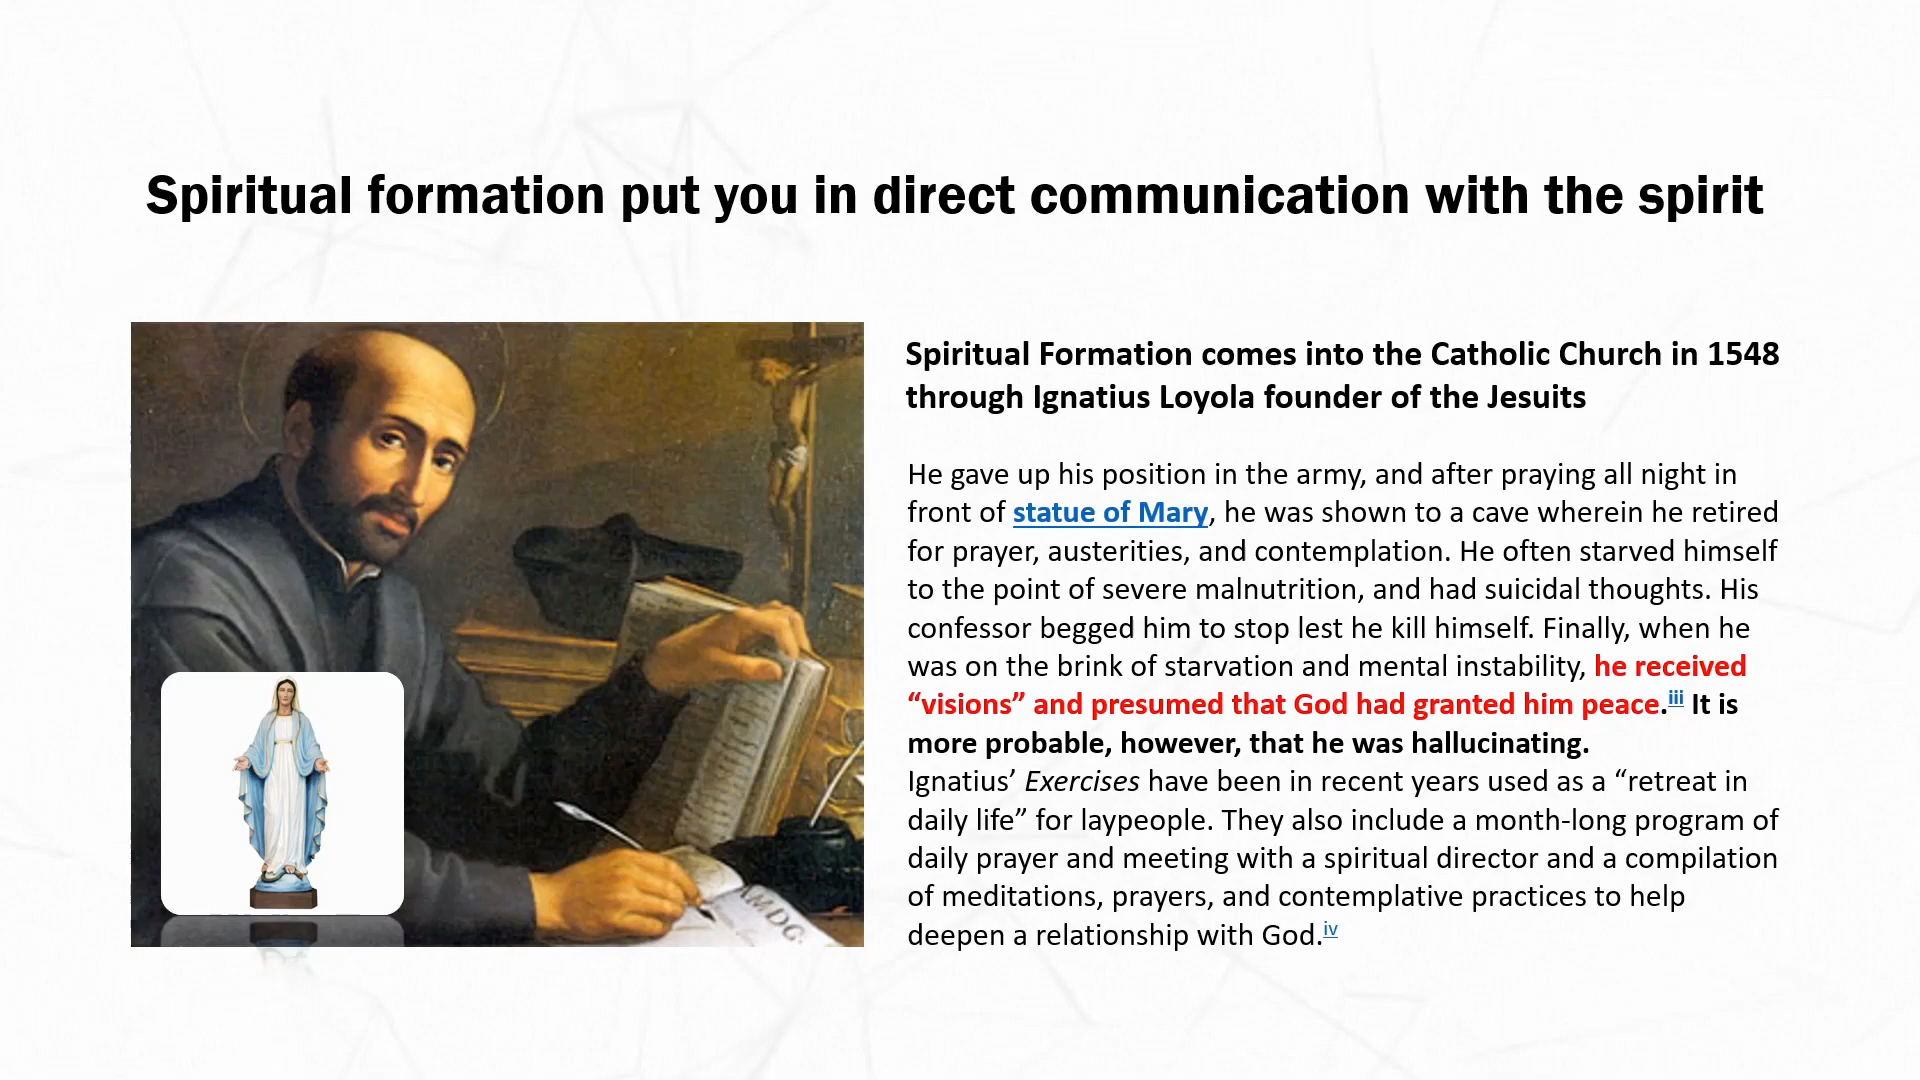 Spiritual formation put you in direct communication with the spirit
Spiritual Formation comes into the Catholic Church in 1548
through Ignatius Loyola founder of the Jesuits
He gave up his position in the army, and after praying all night in
front of statue of Mary, he was shown to a cave wherein he retired
for prayer, austerities, and contemplation. He often starved himself
to the point of severe malnutrition, and had suicidal thoughts. His
confessor begged him to stop lest he kill himself. Finally, when he
was on the brink of starvation and mental instability, he received
“visions” and presumed that God had granted him peace.iii It is
more probable, however, that he was hallucinating.
Ignatius’ Exercises have been in recent years used as a “retreat in
daily life” for laypeople. They also include a month-long program of
daily prayer and meeting with a spiritual director and a compilation
of meditations, prayers, and contemplative practices to help
deepen a relationship with God.iv
AMDG.